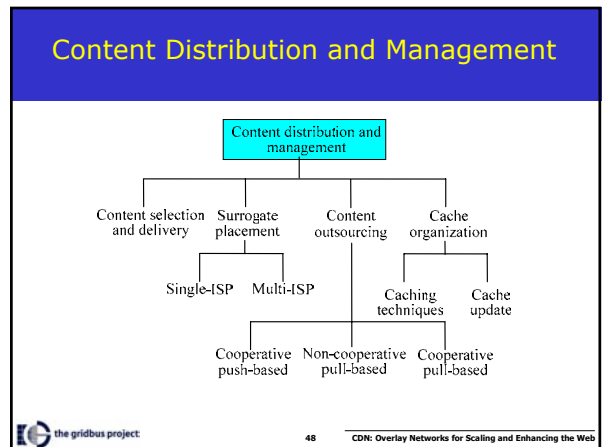 Content Distribution and Management
Content distribution and
management
Content selection
and delivery
Surrogate
placement
Content
outsourcing
Cache
organization
Single-ISP
Multi-ISP
Caching
techniques
Cache
update
Cooperative
push-based
Non-cooperative
pull-based
Cooperative
pull-based
the gridbus project
48
CDN: Overlay Networks for Scaling and Enhancing the Web